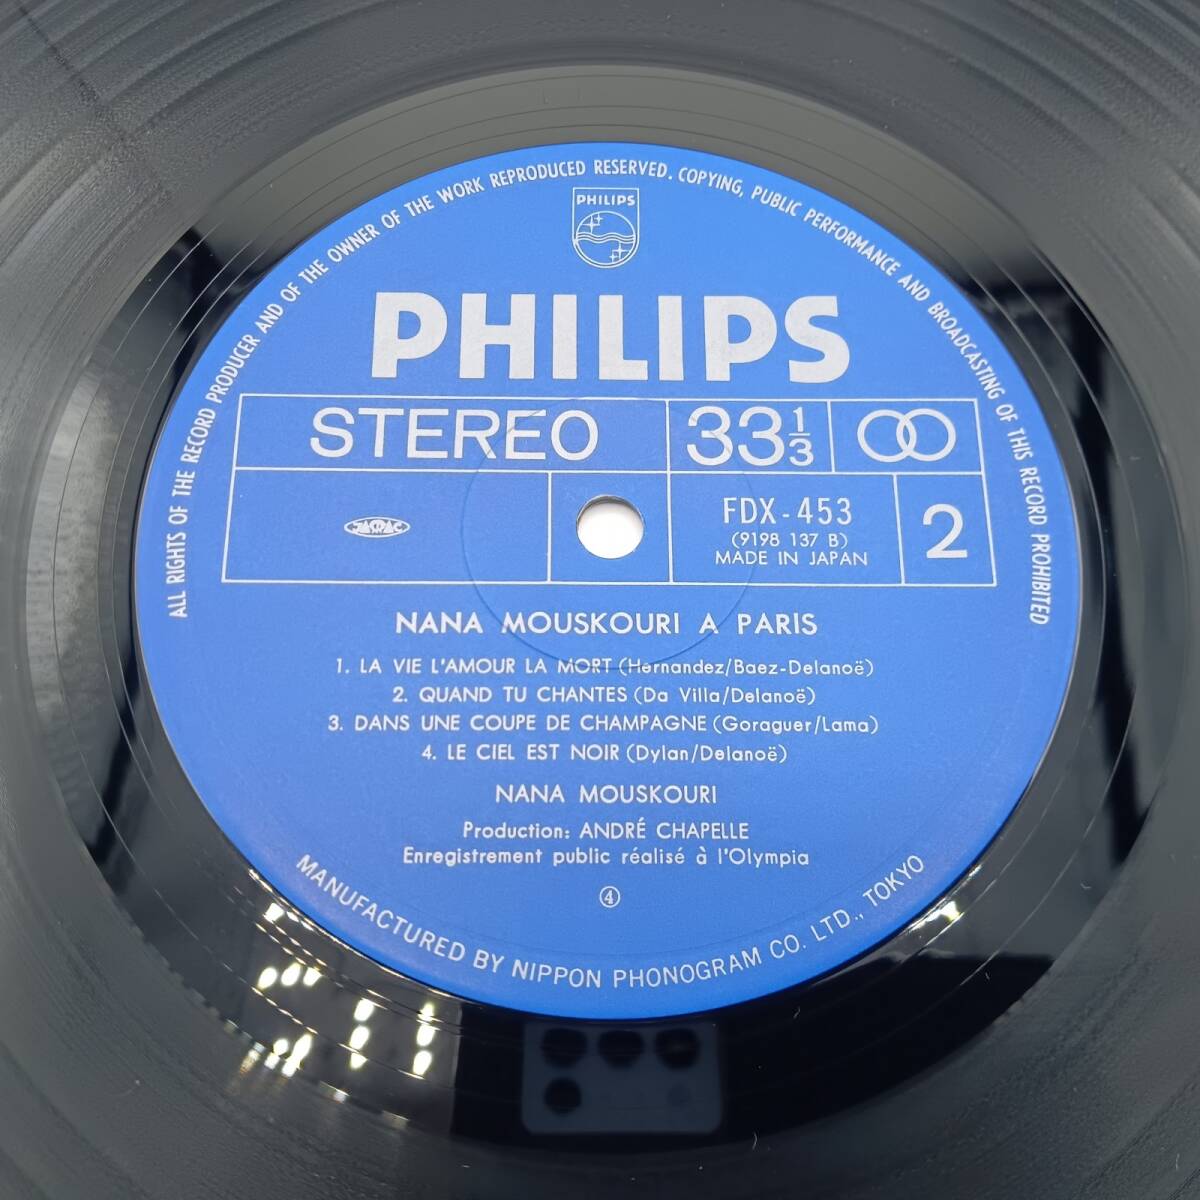 ALL RIGHTS OF THE RECORD PRODUCER AND OF THE OWNER OF THE WORK REPRODUCED RESERVED. COPYING, PUBLIC PERFORMANCE AND BROADCASTING OF THIS RECORD PROHIBITED
PHILIPS
PHILIPS
STEREO 33 1/3
JASRAC
FDX-453
(9198 137 B)
MADE IN JAPAN
2
NANA MOUSKOURI A PARIS
1. LA VIE L'AMOUR LA MORT (Hernandez/Baez-Delanoë)
2. QUAND TU CHANTES (Da Villa/Delanoë)
3. DANS UNE COUPE DE CHAMPAGNE (Goraguer/Lama)
4. LE CIEL EST NOIR (Dylan/Delanoë)
NANA MOUSKOURI
Production: ANDRÉ CHAPELLE
Enregistrement public réalisé à l'Olympia
④
MANUFACTURED BY NIPPON PHONOGRAM CO. LTD., TOKYO